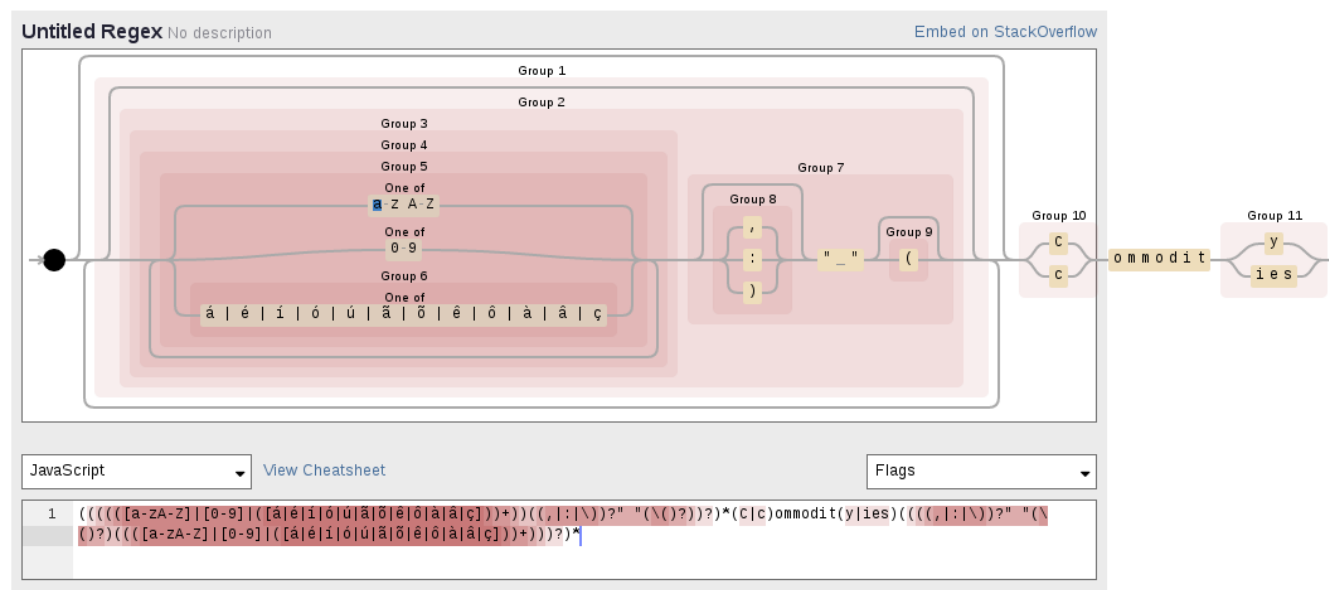 Untitled Regex No description
Embed on StackOverflow
Group 1
Group 2
Group 3
Group 4
Group 5
One of
a-z A-Z
One of
0-9
Group 6
One of
á | é | í | ó | ú | ã | õ | ê | ô | à | â | ç
Group 7
Group 8
,
:
)
"_"
Group 9
(
Group 10
C
c
ommodit
Group 11
y
ies
JavaScript
View Cheatsheet
Flags
1 ((((([a-zA-Z]|[0-9]|([á|é|í|ó|ú|ã|õ|ê|ô|à|â|ç]))+))((,|:|\))?" "(\()?))?)*(C|c)ommodit(y|ies)((((,|:|\))?" "(\
()?)((([a-zA-Z]|[0-9]|([á|é|í|ó|ú|ã|õ|ê|ô|à|â|ç]))+)))?)*